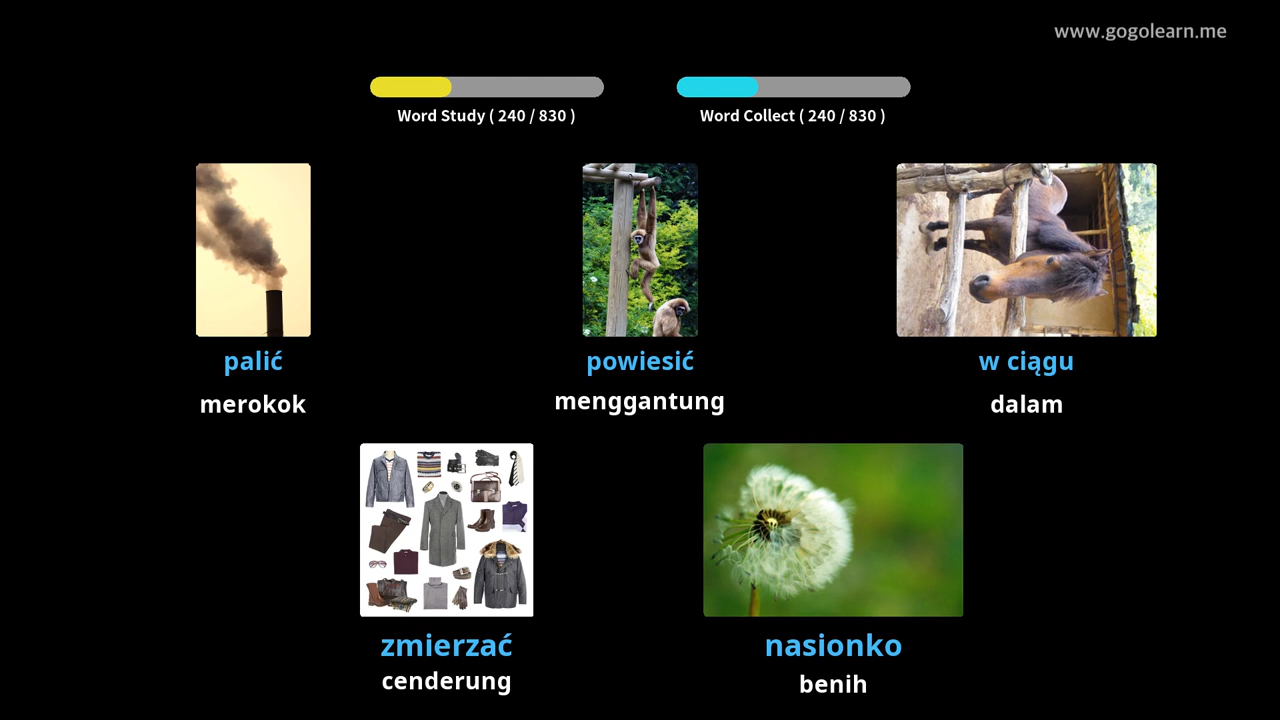 www.gogolearn.me
Word Study ( 240 / 830 )
Word Collect ( 240 / 830 )
palić
merokok
powiesić
menggantung
w ciągu
dalam
zmierzać
cenderung
nasionko
benih